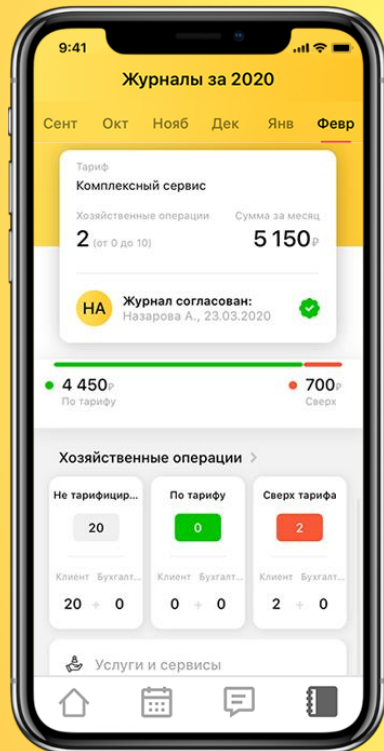 9:41
Журналы за 2020
Сент Окт Нояб Дек Янв Февр
Тариф
Комплексный сервис
Хозяйственные операции Сумма за месяц
2 (от 0 до 10) 5 150 ₽
НА Журнал согласован:
Назарова А., 23.03.2020
4 450 ₽ 700 ₽
По тарифу Сверх
Хозяйственные операции >
Не тарифицир... По тарифу Сверх тарифа
20 0 2
Клиент Бухгалт... Клиент Бухгалт... Клиент Бухгалт...
20 + 0 0 + 0 2 + 0
Услуги и сервисы